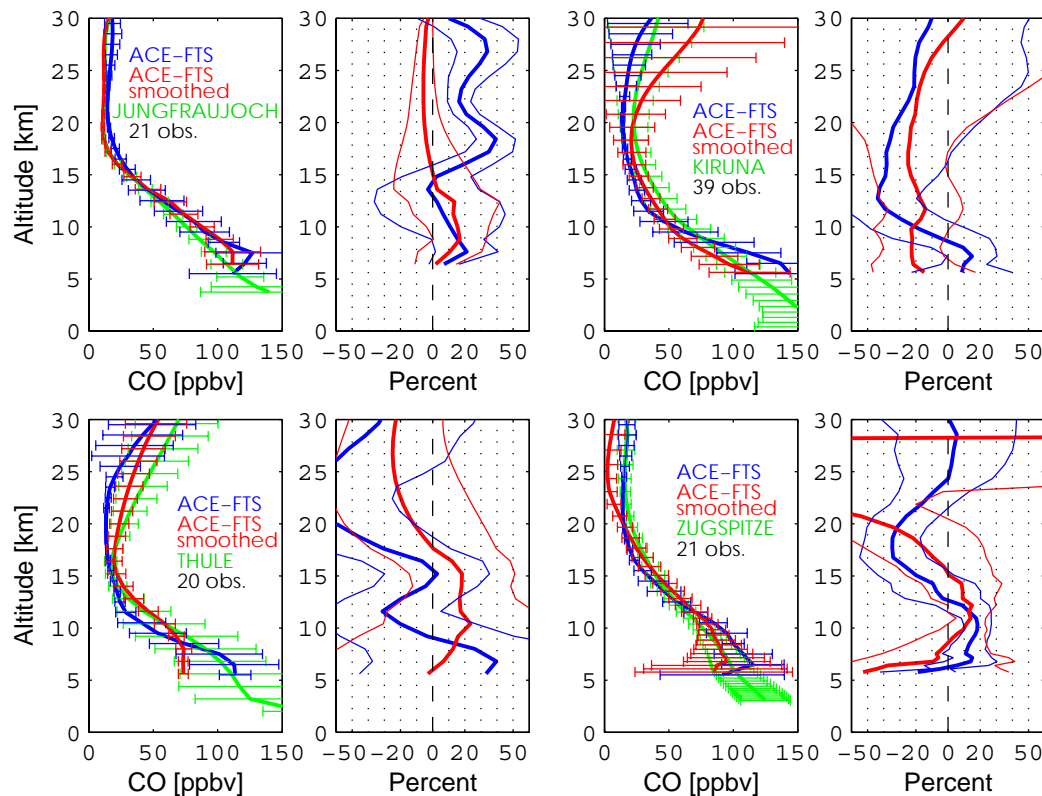 30
25
20
15
10
5
0
Altitude [km]
ACE-FTS
ACE-FTS
smoothed
JUNGFRAUJOCH
21 obs.
0 50 100 150
CO [ppbv]
30
25
20
15
10
5
0
-50 -20 0 20 50
Percent
30
25
20
15
10
5
0
ACE-FTS
ACE-FTS
smoothed
KIRUNA
39 obs.
0 50 100 150
CO [ppbv]
30
25
20
15
10
5
0
-50 -20 0 20 50
Percent
30
25
20
15
10
5
0
Altitude [km]
ACE-FTS
ACE-FTS
smoothed
THULE
20 obs.
0 50 100 150
CO [ppbv]
30
25
20
15
10
5
0
-50 -20 0 20 50
Percent
30
25
20
15
10
5
0
ACE-FTS
ACE-FTS
smoothed
ZUGSPITZE
21 obs.
0 50 100 150
CO [ppbv]
30
25
20
15
10
5
0
-50 -20 0 20 50
Percent